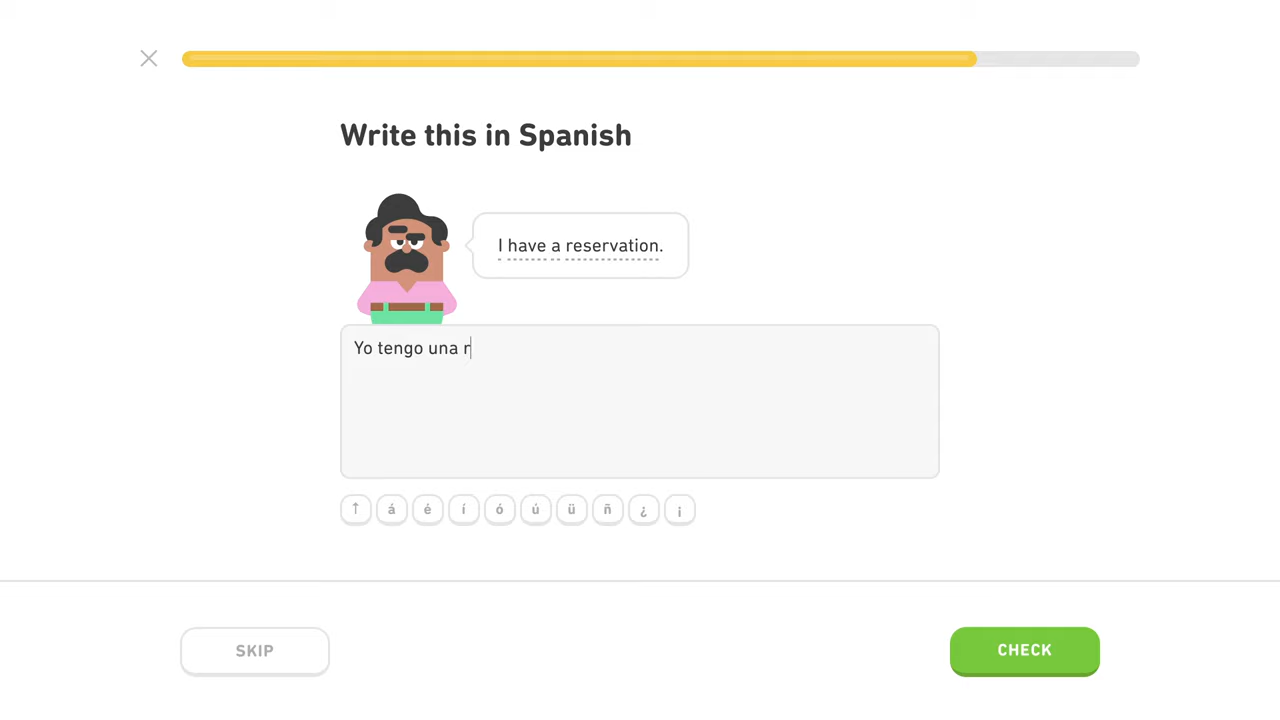 Write this in Spanish
I have a reservation.
Yo tengo una r
↑ á é í ó ú ü ñ ¿ ¡
SKIP
CHECK